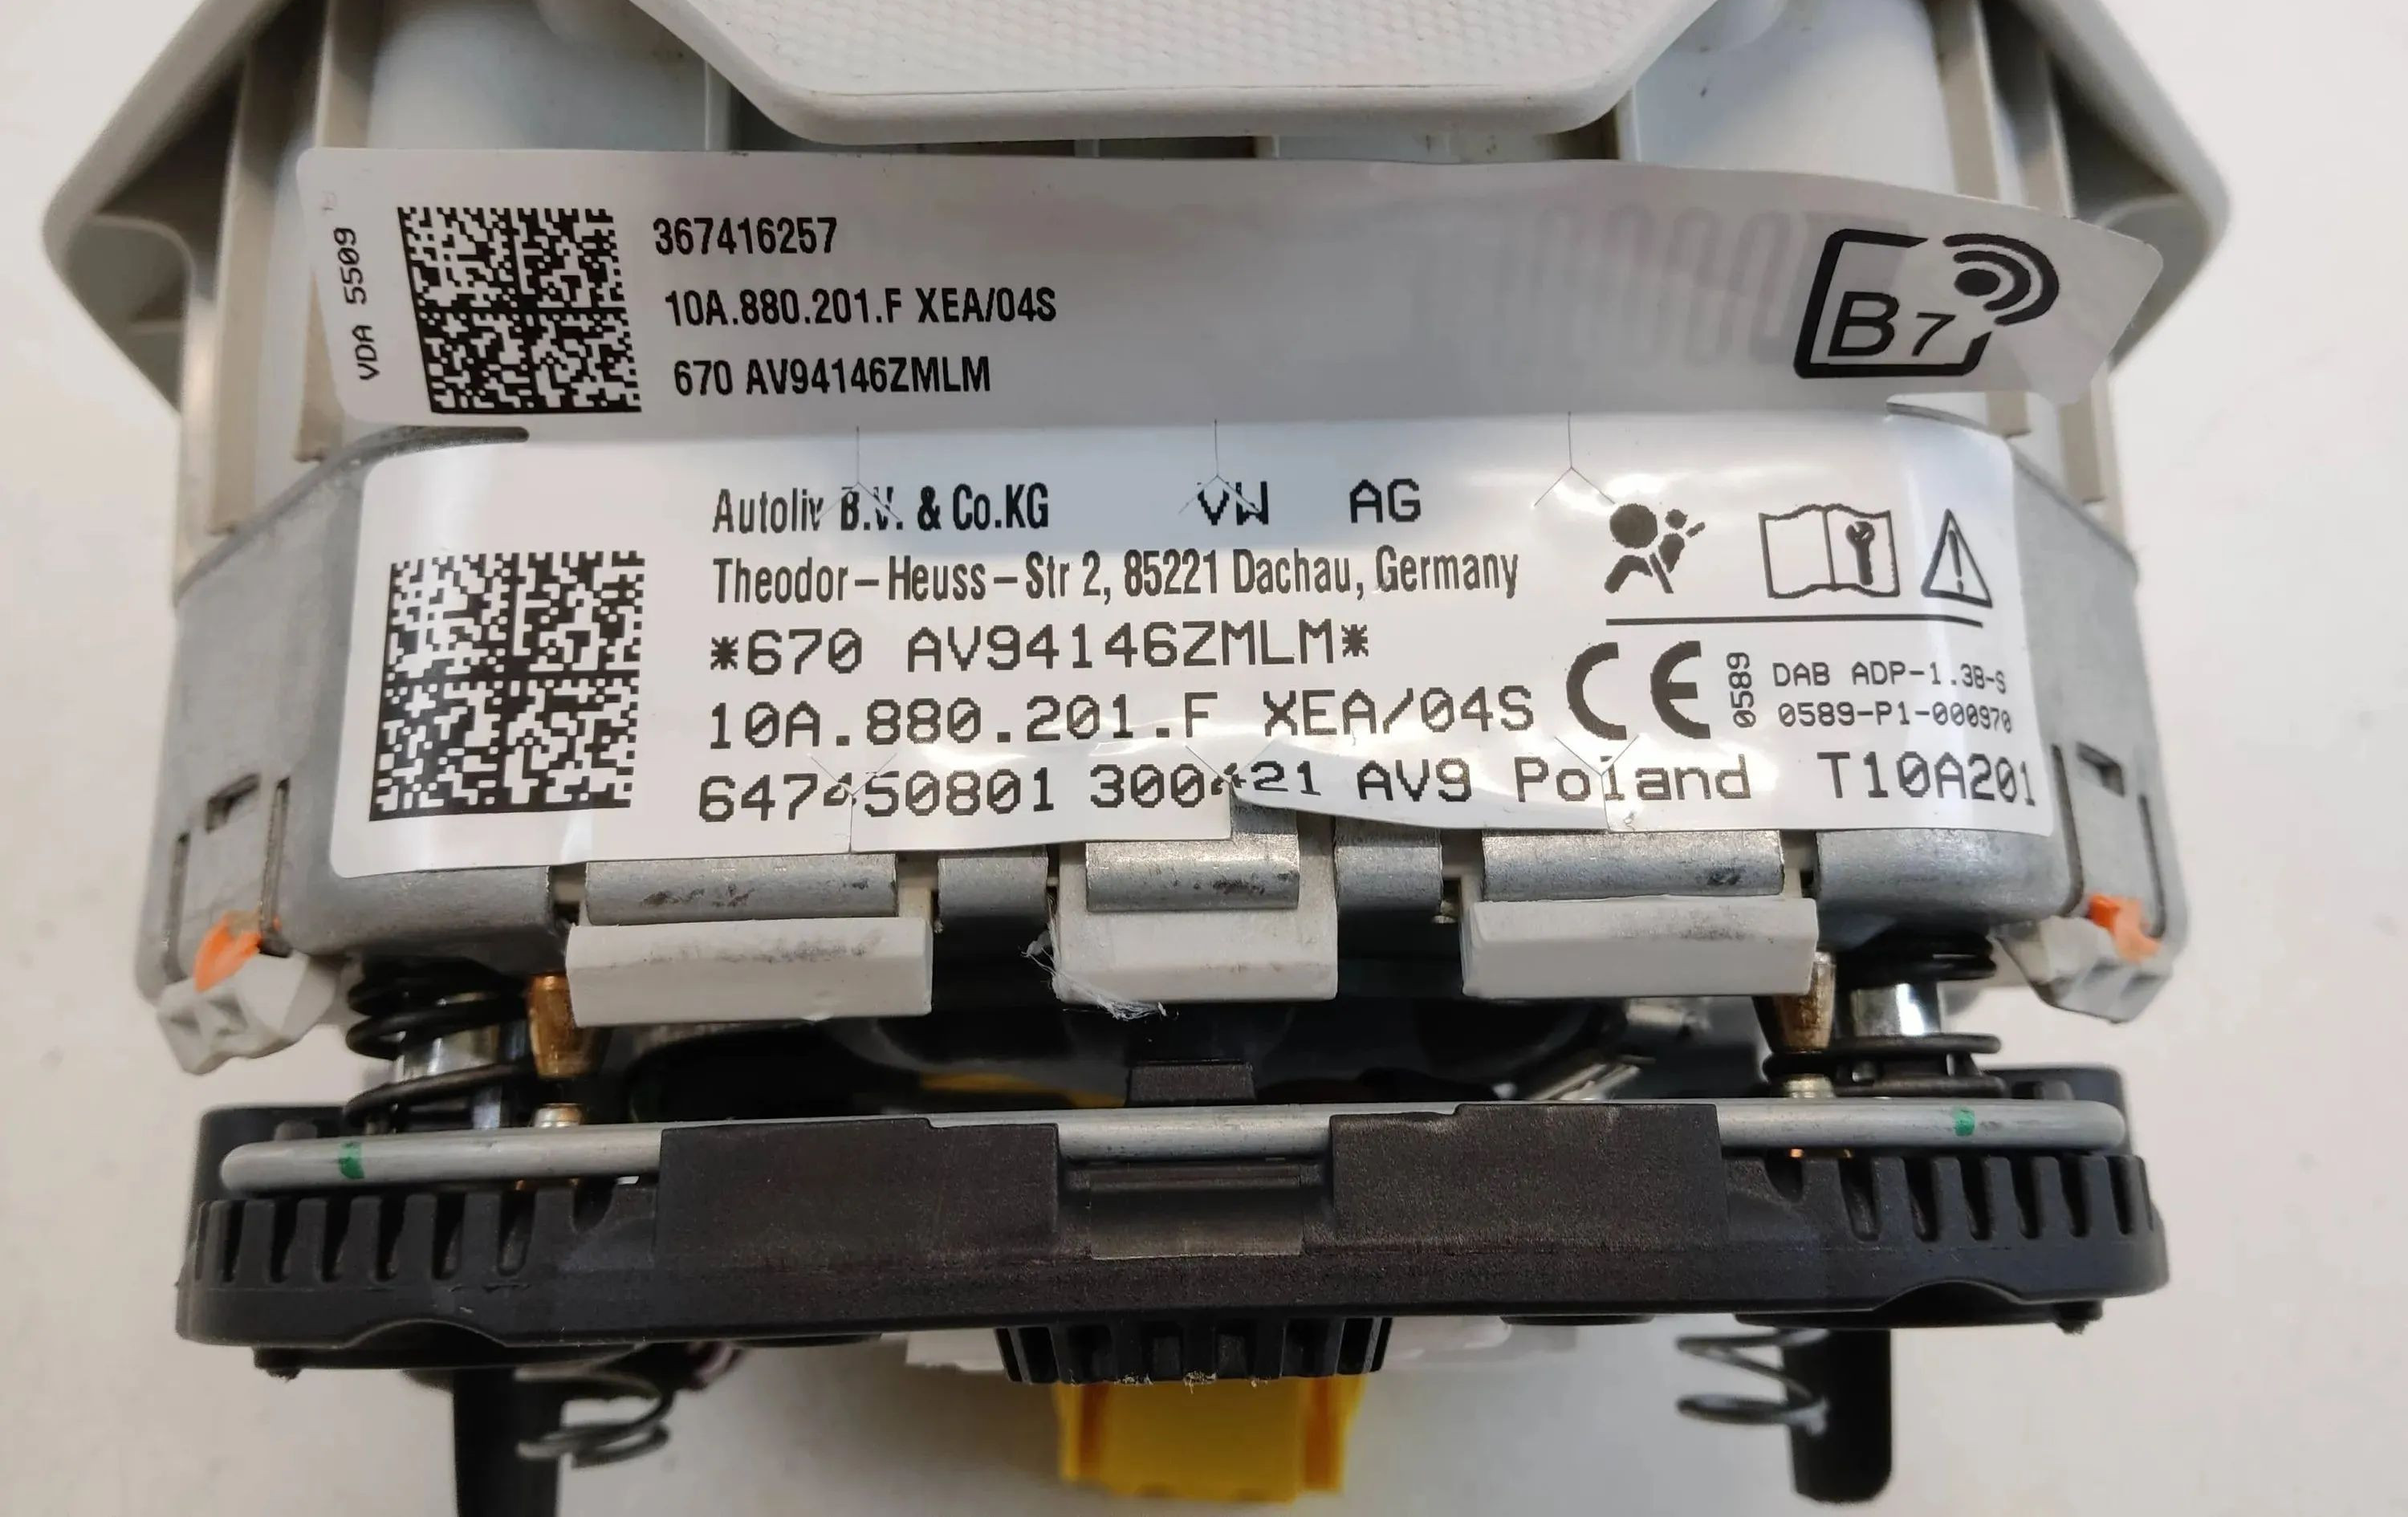 VDA 5509
367416257
10A.880.201.F XEA/04S
670 AV94146ZMLM
B7
Autoliv B.V. & Co.KG VW AG
Theodor-Heuss-Str 2, 85221 Dachau, Germany
*670 AV94146ZMLM*
10A.880.201.F XEA/04S
CE 0589
DAB ADP-1.3B-S
0589-P1-000970
AV9 Poland T10A201